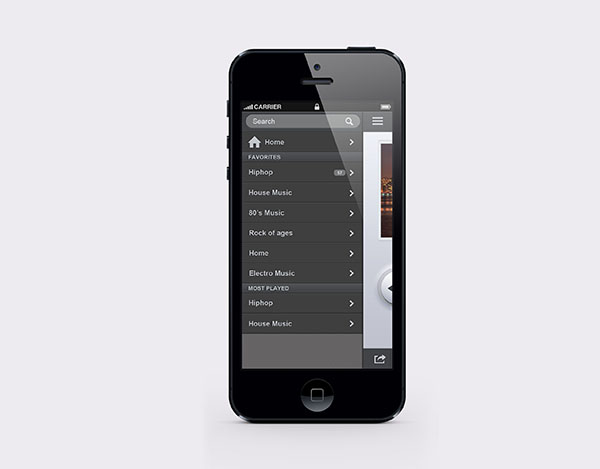 CARRIER
Search
Home
FAVORITES
Hiphop
House Music
80's Music
Rock of ages
Home
Electro Music
MOST PLAYED
Hiphop
House Music